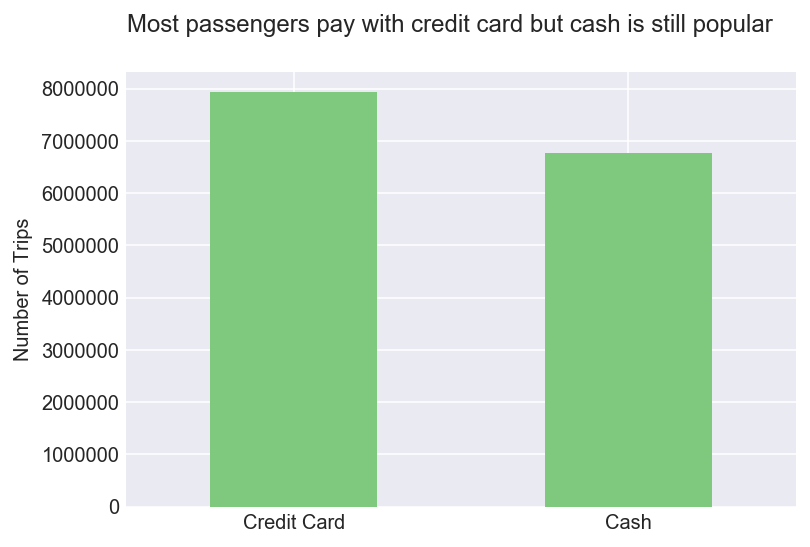 Most passengers pay with credit card but cash is still popular
8000000
7000000
6000000
5000000
4000000
3000000
2000000
1000000
0
Number of Trips
Credit Card
Cash